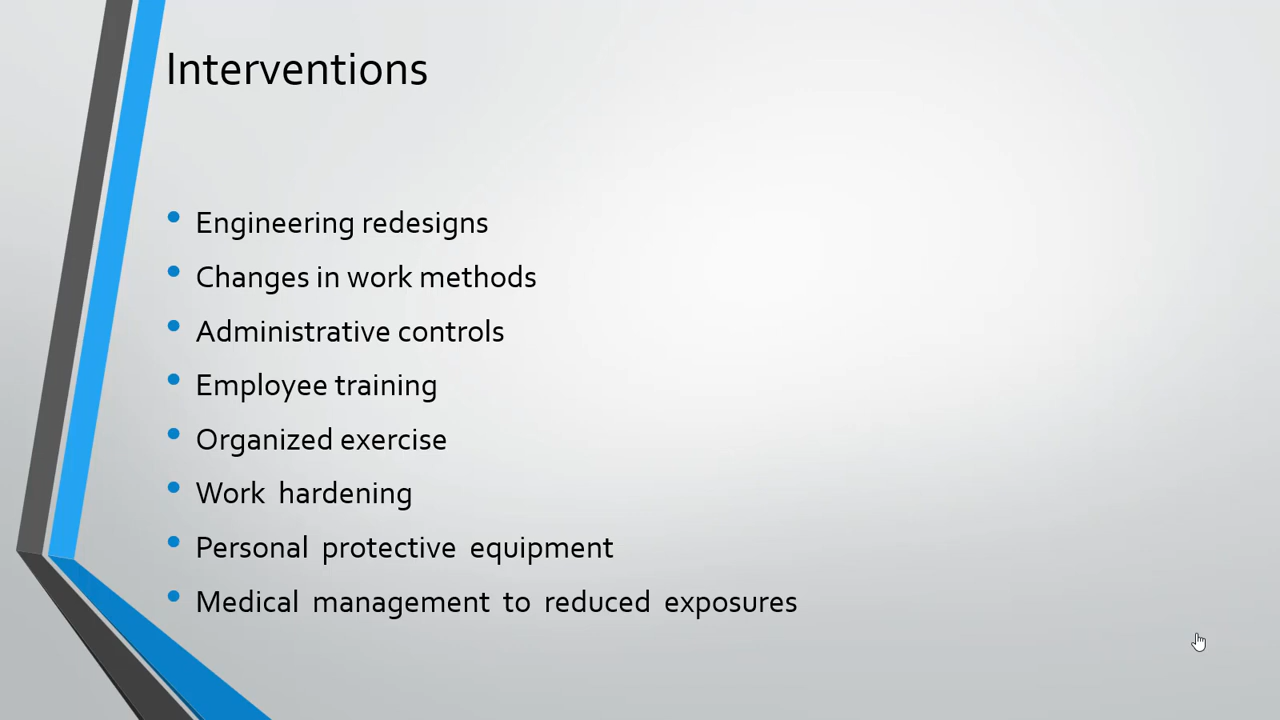 Interventions
• Engineering redesigns
• Changes in work methods
• Administrative controls
• Employee training
• Organized exercise
• Work hardening
• Personal protective equipment
• Medical management to reduced exposures